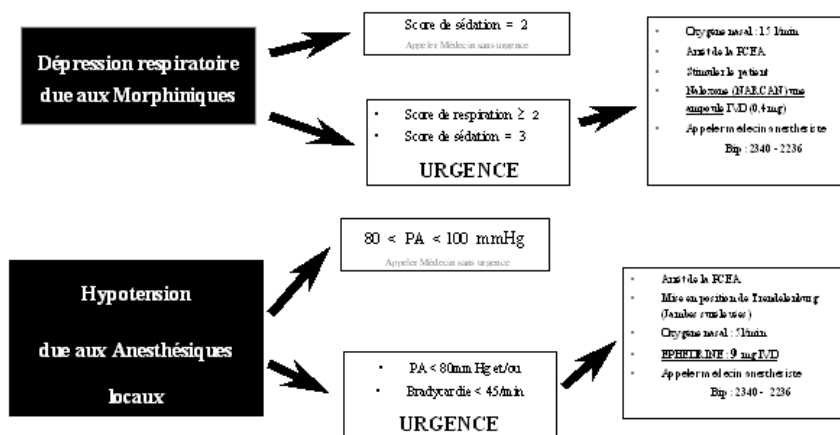 Dépression respiratoire
due aux Morphiniques
Score de sédation = 2
Appeler Médecin sans urgence
• Score de respiration ≥ 2
• Score de sédation = 3
URGENCE
• Oxygène nasal : 15 l/min
• Arrêt de la PCEA
• Stimuler le patient
• Naloxone (NARCAN) une
ampoule IVD (0,4 mg)
• Appeler médecin anesthésiste
Bip : 2340 - 2236
Hypotension
due aux Anesthésiques
locaux
80 < PA < 100 mmHg
Appeler Médecin sans urgence
• PA < 80mm Hg et/ou
• Bradycardie < 45/min
URGENCE
• Arrêt de la PCEA
• Mise en position de Trendelenburg
(Jambes surélevées)
• Oxygène nasal : 5l/min
• EPHEDRINE : 9 mg IVD
• Appeler médecin anesthésiste
Bip : 2340 - 2236